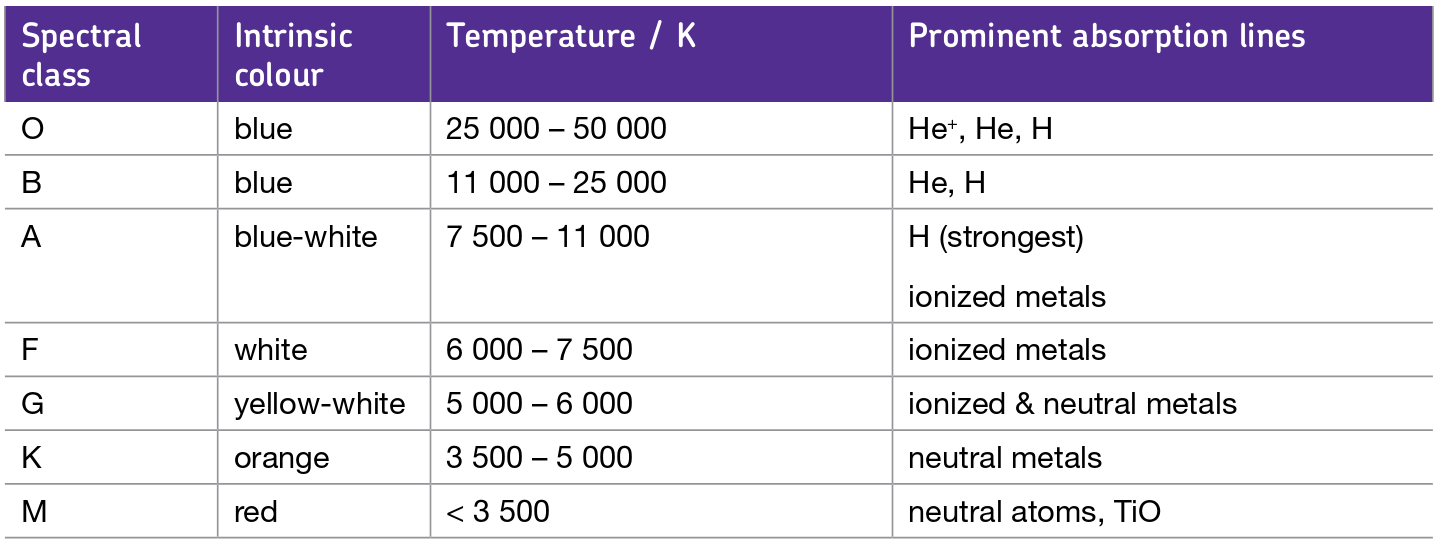 Spectral class Intrinsic colour Temperature / K Prominent absorption lines
O blue 25 000 – 50 000 He⁺, He, H
B blue 11 000 – 25 000 He, H
A blue-white 7 500 – 11 000 H (strongest)
ionized metals
F white 6 000 – 7 500 ionized metals
G yellow-white 5 000 – 6 000 ionized & neutral metals
K orange 3 500 – 5 000 neutral metals
M red < 3 500 neutral atoms, TiO